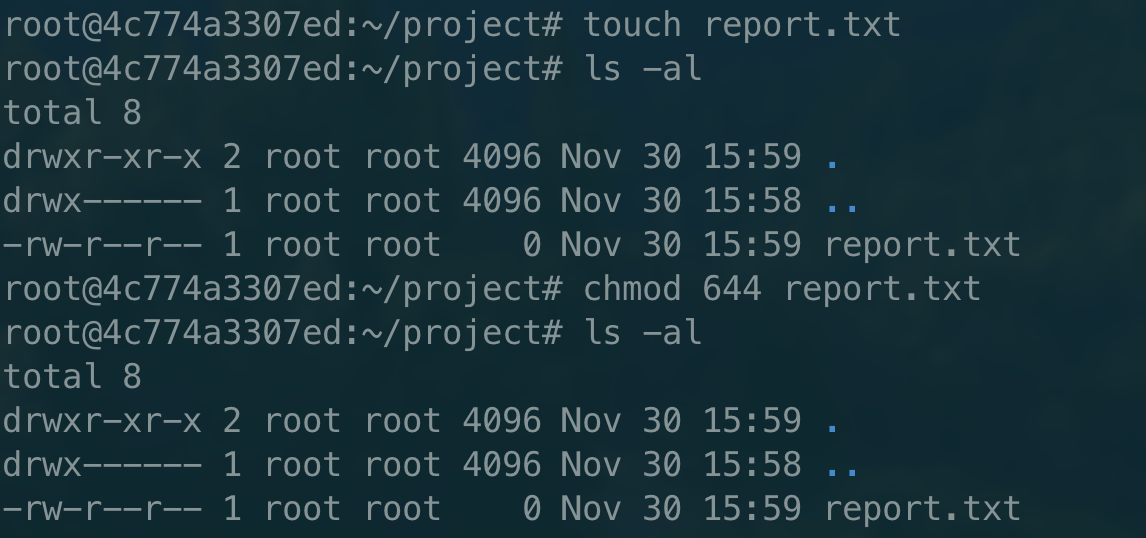 root@4c774a3307ed:~/project# touch report.txt
root@4c774a3307ed:~/project# ls -al
total 8
drwxr-xr-x 2 root root 4096 Nov 30 15:59 .
drwx------ 1 root root 4096 Nov 30 15:58 ..
-rw-r--r-- 1 root root    0 Nov 30 15:59 report.txt
root@4c774a3307ed:~/project# chmod 644 report.txt
root@4c774a3307ed:~/project# ls -al
total 8
drwxr-xr-x 2 root root 4096 Nov 30 15:59 .
drwx------ 1 root root 4096 Nov 30 15:58 ..
-rw-r--r-- 1 root root    0 Nov 30 15:59 report.txt